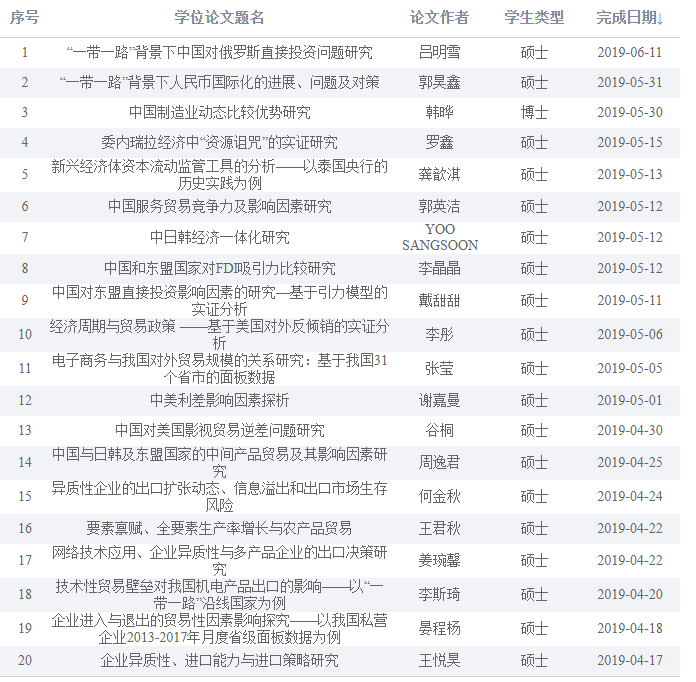 序号 学位论文题名 论文作者 学生类型 完成日期↓
1 “一带一路”背景下中国对俄罗斯直接投资问题研究 吕明雪 硕士 2019-06-11
2 “一带一路”背景下人民币国际化的进展、问题及对策 郭昊鑫 硕士 2019-05-31
3 中国制造业动态比较优势研究 韩晔 博士 2019-05-30
4 委内瑞拉经济中“资源诅咒”的实证研究 罗鑫 硕士 2019-05-15
5 新兴经济体资本流动监管工具的分析——以泰国央行的
历史实践为例 龚歆淇 硕士 2019-05-13
6 中国服务贸易竞争力及影响因素研究 郭英洁 硕士 2019-05-12
7 中日韩经济一体化研究 YOO
SANGSOON 硕士 2019-05-12
8 中国和东盟国家对FDI吸引力比较研究 李晶晶 硕士 2019-05-12
9 中国对东盟直接投资影响因素的研究—基于引力模型的
实证分析 戴甜甜 硕士 2019-05-11
10 经济周期与贸易政策 ——基于美国对外反倾销的实证分
析 李彤 硕士 2019-05-06
11 电子商务与我国对外贸易规模的关系研究：基于我国31
个省市的面板数据 张莹 硕士 2019-05-05
12 中美利差影响因素探析 谢嘉曼 硕士 2019-05-01
13 中国对美国影视贸易逆差问题研究 谷桐 硕士 2019-04-30
14 中国与日韩及东盟国家的中间产品贸易及其影响因素研
究 周逸君 硕士 2019-04-25
15 异质性企业的出口扩张动态、信息溢出和出口市场生存
风险 何金秋 硕士 2019-04-24
16 要素禀赋、全要素生产率增长与农产品贸易 王君秋 硕士 2019-04-22
17 网络技术应用、企业异质性与多产品企业的出口决策研
究 姜琬馨 硕士 2019-04-22
18 技术性贸易壁垒对我国机电产品出口的影响——以“一
带一路”沿线国家为例 李斯琦 硕士 2019-04-20
19 企业进入与退出的贸易性因素影响探究——以我国私营
企业2013-2017年月度省级面板数据为例 晏程杨 硕士 2019-04-18
20 企业异质性、进口能力与进口策略研究 王悦昊 硕士 2019-04-17